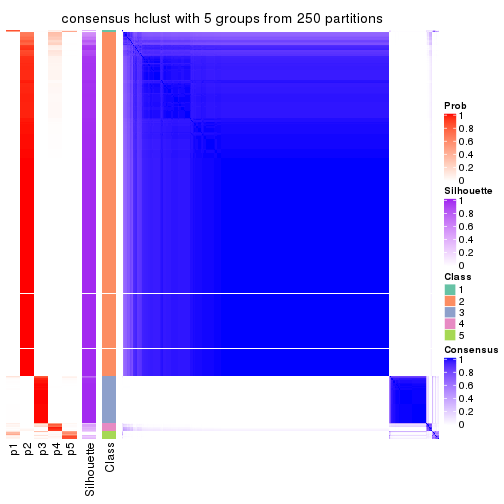 consensus hclust with 5 groups from 250 partitions
Prob
1
0.8
0.6
0.4
0.2
0
Silhouette
1
0.8
0.6
0.4
0.2
0
Class
1
2
3
4
5
Consensus
1
0.8
0.6
0.4
0.2
0
p1
p2
p3
p4
p5
Silhouette
Class